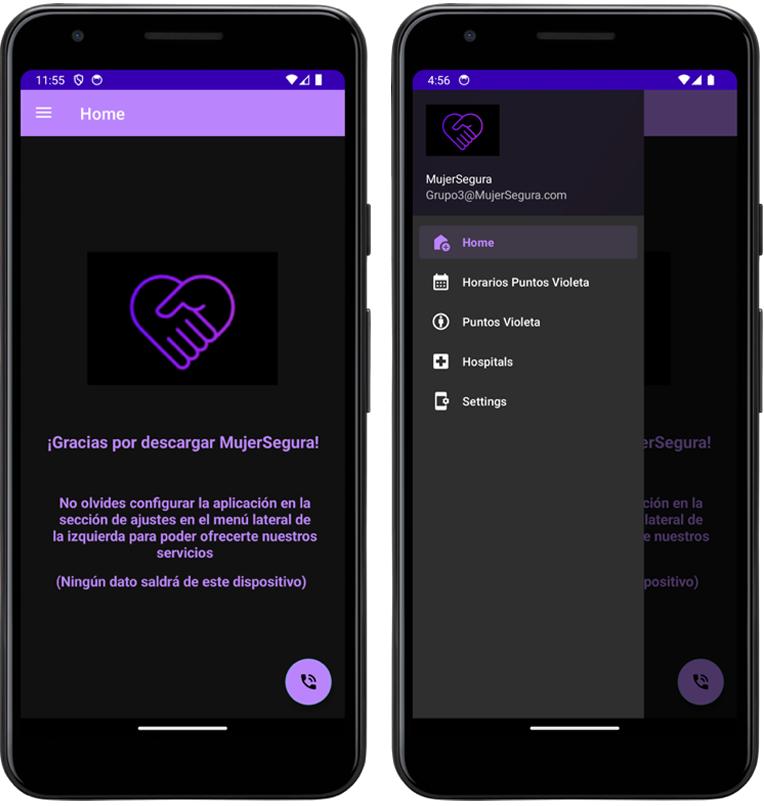 11:55
Home
¡Gracias por descargar MujerSegura!
No olvides configurar la aplicación en la
sección de ajustes en el menú lateral de
la izquierda para poder ofrecerte nuestros
servicios
(Ningún dato saldrá de este dispositivo)
4:56
MujerSegura
Grupo3@MujerSegura.com
Home
Horarios Puntos Violeta
Puntos Violeta
Hospitals
Settings
erSegura!
ción en la
lateral de
e nuestros
positivo)